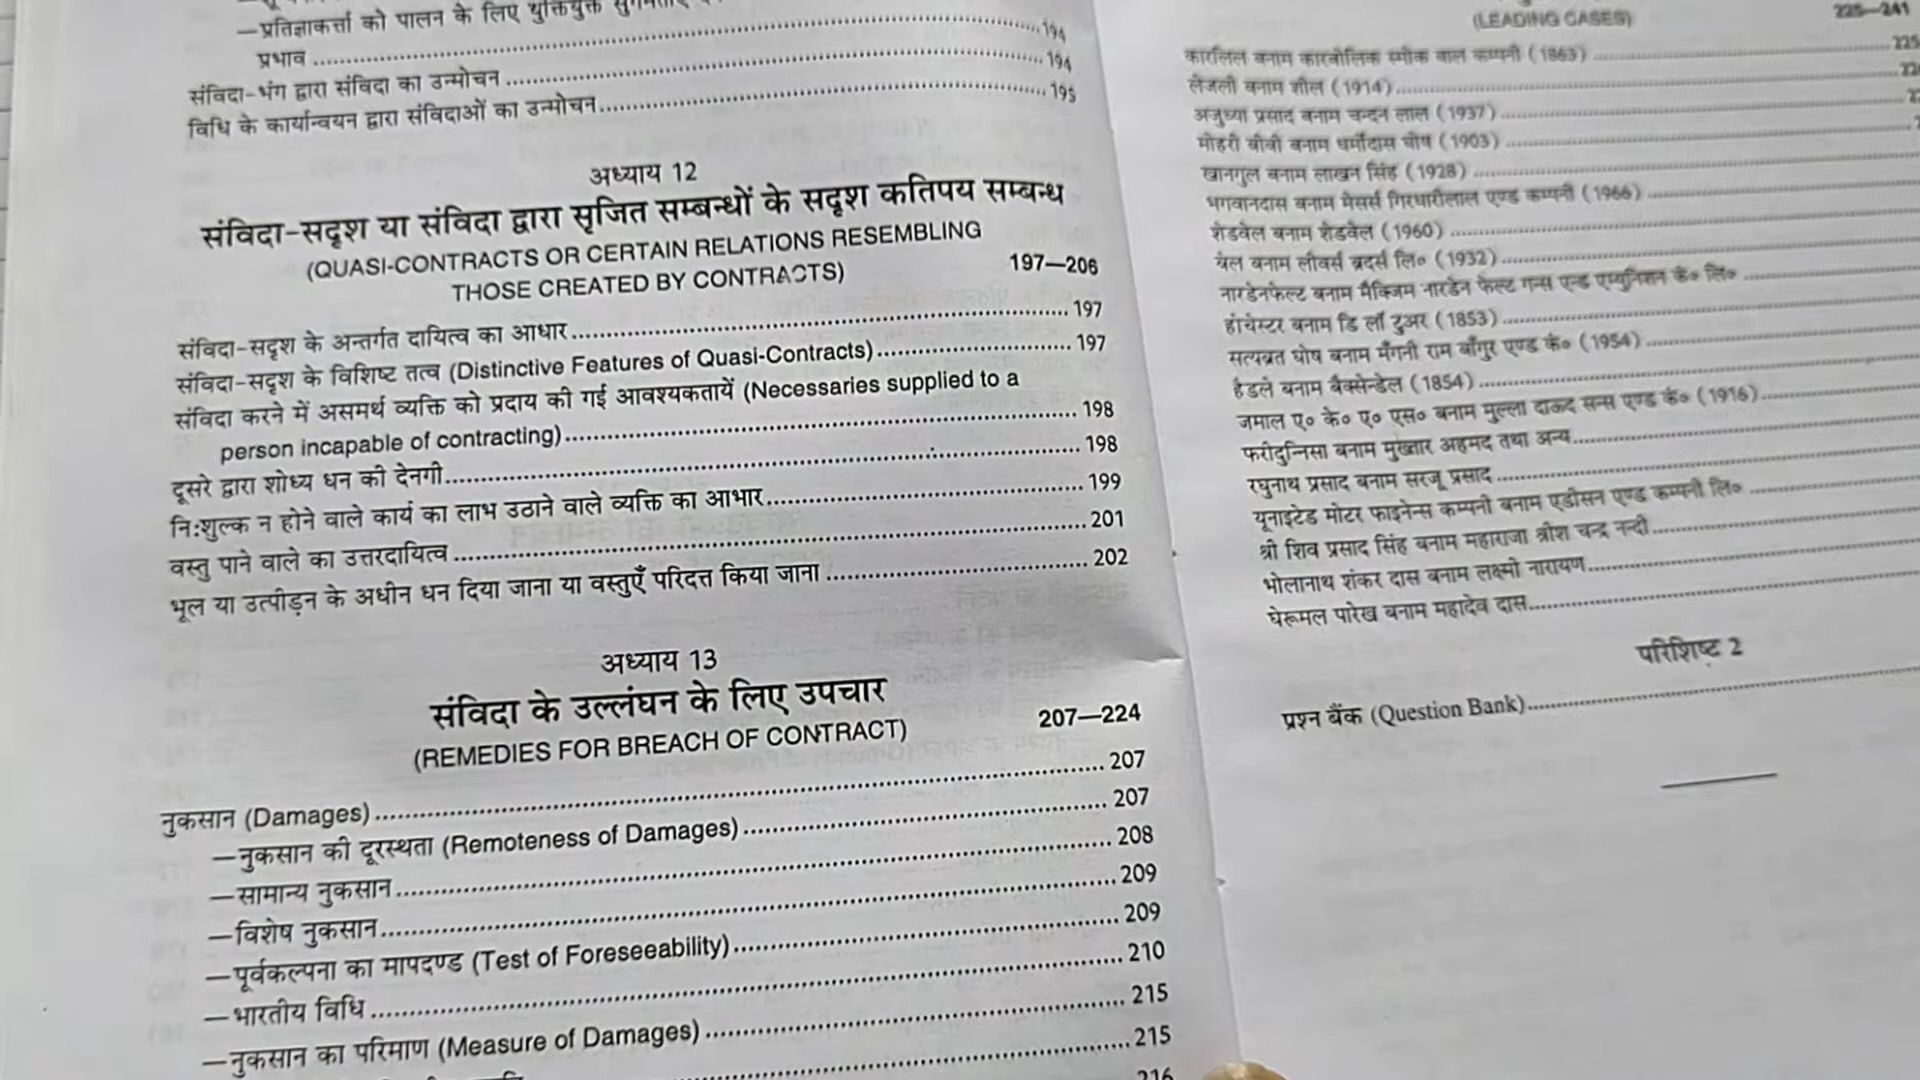 —प्रतिज्ञाकर्त्ता को पालन के लिए युक्तियुक्त
प्रभाव ........ 194
संविदा-भंग द्वारा संविदा का उन्मोचन ........ 194
विधि के कार्यान्वयन द्वारा संविदाओं का उन्मोचन ........ 195
अध्याय 12
संविदा-सदृश या संविदा द्वारा सृजित सम्बन्धों के सदृश कतिपय सम्बन्ध
(QUASI-CONTRACTS OR CERTAIN RELATIONS RESEMBLING
THOSE CREATED BY CONTRACTS) 197—206
संविदा-सदृश के अन्तर्गत दायित्व का आधार ........ 197
संविदा-सदृश के विशिष्ट तत्व (Distinctive Features of Quasi-Contracts) ........ 197
संविदा करने में असमर्थ व्यक्ति को प्रदाय की गई आवश्यकतायें (Necessaries supplied to a
person incapable of contracting) ........ 198
दूसरे द्वारा शोध्य धन की देनगी ........ 198
नि:शुल्क न होने वाले कार्य का लाभ उठाने वाले व्यक्ति का आभार ........ 199
वस्तु पाने वाले का उत्तरदायित्व ........ 201
भूल या उत्पीड़न के अधीन धन दिया जाना या वस्तुएँ परिदत्त किया जाना ........ 202
अध्याय 13
संविदा के उल्लंघन के लिए उपचार
(REMEDIES FOR BREACH OF CONTRACT) 207—224
नुकसान (Damages) ........ 207
—नुकसान की दूरस्थता (Remoteness of Damages) ........ 207
—सामान्य नुकसान ........ 208
—विशेष नुकसान ........ 209
—पूर्वकल्पना का मापदण्ड (Test of Foreseeability) ........ 209
—भारतीय विधि ........ 210
—नुकसान का परिमाण (Measure of Damages) ........ 215
215
216
(LEADING CASES) 225—241
कारलिल बनाम कारबोलिक स्मोक बाल कम्पनी (1863) ........ 225
लेजली बनाम शील (1914) ........
अजुध्या प्रसाद बनाम चन्दन लाल (1937) ........
मोहरी बीबी बनाम धर्मोदास घोष (1903) ........
खानगुल बनाम लाखन सिंह (1928) ........
भगवानदास बनाम मेसर्स गिरधारीलाल एण्ड कम्पनी (1966) ........
शेडवेल बनाम शेडवेल (1960) ........
बेल बनाम लीवर्स ब्रदर्स लि० (1932) ........
नारडेनफेल्ट बनाम मैक्जिम नारडेन फेल्ट गन्स एन्ड एम्युनिशन कं० लि० ........
होचेस्टर बनाम डि लॉ टुअर (1853) ........
सत्यब्रत घोष बनाम मँगनी राम बाँगुर एण्ड कं० (1954) ........
हैडले बनाम बैक्सेन्डेल (1854) ........
जमाल ए० के० ए० एस० बनाम मुल्ला दाऊद सन्स एण्ड कं० (1916) ........
फरीदुन्निसा बनाम मुख्तार अहमद तथा अन्य ........
रघुनाथ प्रसाद बनाम सरजू प्रसाद ........
यूनाइटेड मोटर फाइनेन्स कम्पनी बनाम एडीसन एण्ड कम्पनी लि० ........
श्री शिव प्रसाद सिंह बनाम महाराजा श्रीश चन्द्र नन्दी ........
भोलानाथ शंकर दास बनाम लक्ष्मी नारायण ........
घेरूमल पारेख बनाम महादेव दास ........
परिशिष्ट 2
प्रश्न बैंक (Question Bank) ........